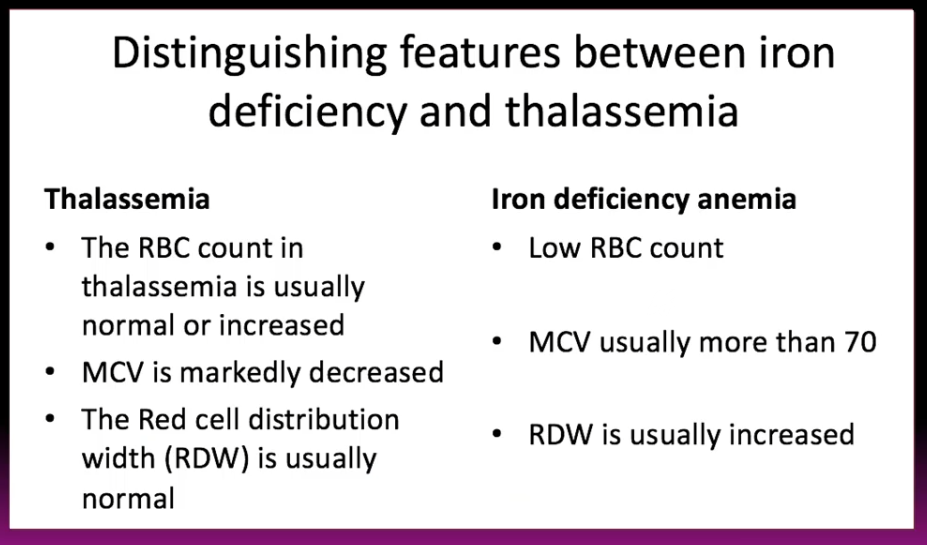 Distinguishing features between iron
deficiency and thalassemia
Thalassemia
• The RBC count in
thalassemia is usually
normal or increased
• MCV is markedly decreased
• The Red cell distribution
width (RDW) is usually
normal
Iron deficiency anemia
• Low RBC count
• MCV usually more than 70
• RDW is usually increased